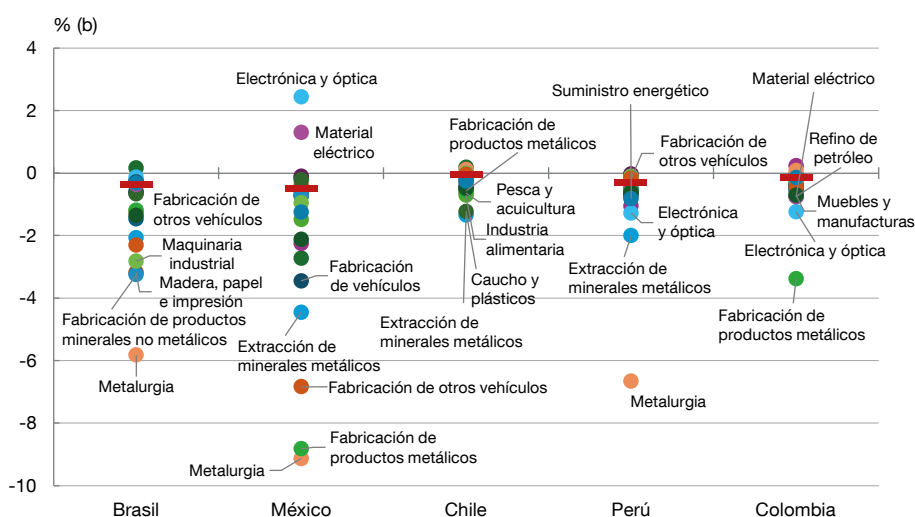 % (b)
4
2
0
-2
-4
-6
-8
-10
Fabricación de
otros vehículos
Maquinaria
industrial
Madera, papel
e impresión
Fabricación de productos
minerales no metálicos
Metalurgia
Electrónica y óptica
Material
eléctrico
Fabricación
de vehículos
Extracción de
minerales metálicos
Fabricación de otros vehículos
Fabricación de
productos metálicos
Metalurgia
Fabricación de
productos metálicos
Pesca y
acuicultura
Industria
alimentaria
Caucho y
plásticos
Extracción de
minerales metálicos
Suministro energético
Fabricación de
otros vehículos
Electrónica
y óptica
Extracción de
minerales metálicos
Metalurgia
Material eléctrico
Refino de
petróleo
Muebles y
manufacturas
Electrónica y óptica
Fabricación de
productos metálicos
Brasil
México
Chile
Perú
Colombia